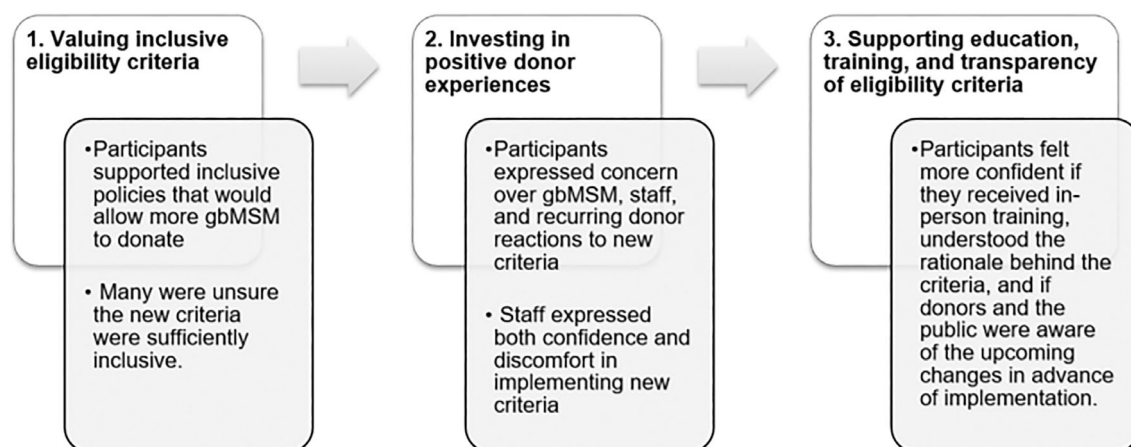 1. Valuing inclusive
eligibility criteria
•Participants
supported inclusive
policies that would
allow more gbMSM
to donate
• Many were unsure
the new criteria
were sufficiently
inclusive.
2. Investing in
positive donor
experiences
•Participants
expressed concern
over gbMSM, staff,
and recurring donor
reactions to new
criteria
• Staff expressed
both confidence and
discomfort in
implementing new
criteria
3. Supporting education,
training, and transparency
of eligibility criteria
•Participants felt
more confident if
they received in-
person training,
understood the
rationale behind the
criteria, and if
donors and the
public were aware
of the upcoming
changes in advance
of implementation.